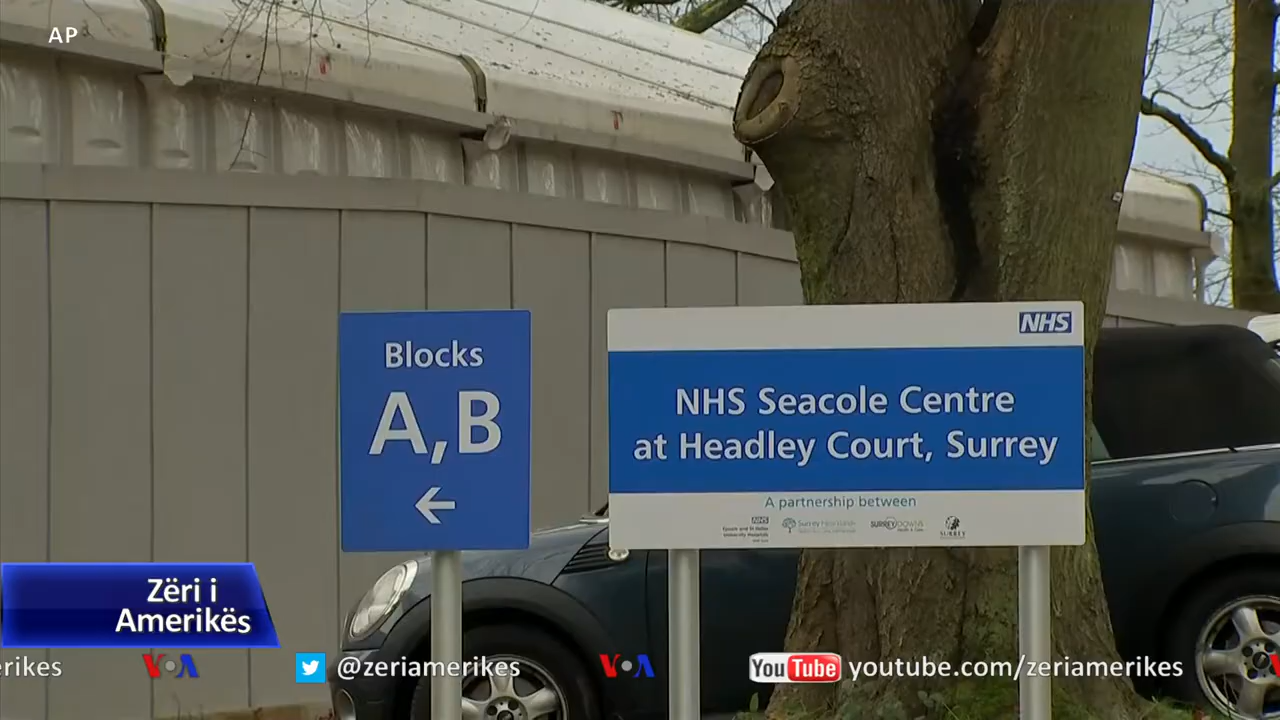 AP
Blocks
A,B
NHS
NHS Seacole Centre
at Headley Court, Surrey
A partnership between
NHS
Zëri i
Amerikës
erikes
VOA
@zeriamerikes
VOA
YouTube
youtube.com/zeriamerikes